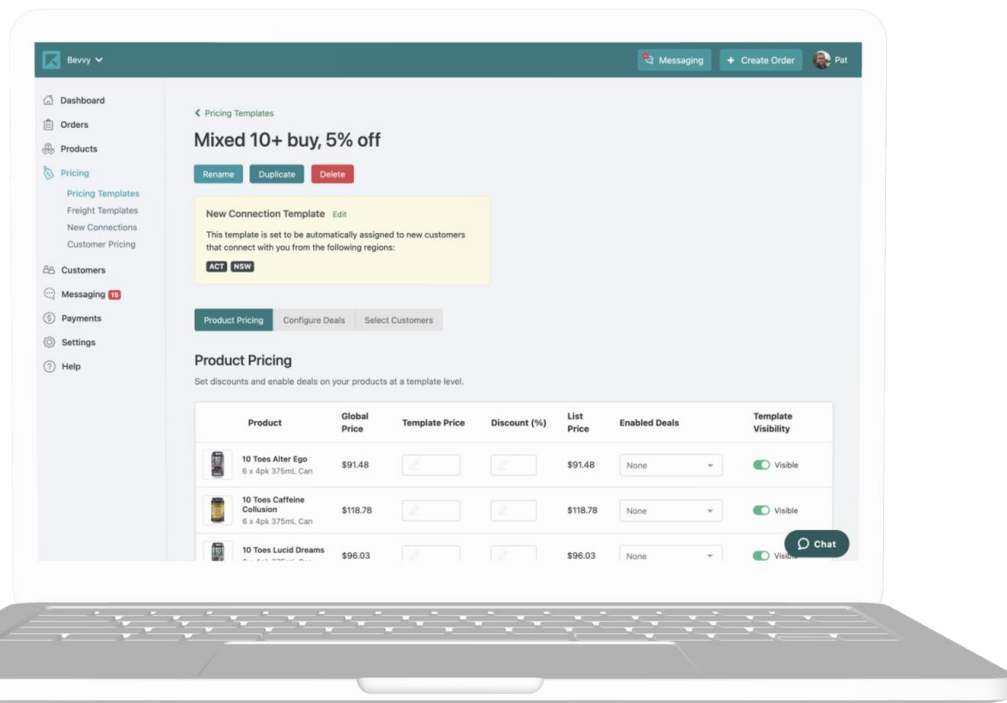 Bevvy
Messaging
+ Create Order
Pat
Dashboard
Orders
Products
Pricing
Pricing Templates
Freight Templates
New Connections
Customer Pricing
Customers
Messaging 15
Payments
Settings
Help
Pricing Templates
Mixed 10+ buy, 5% off
Rename Duplicate Delete
New Connection Template Edit
This template is set to be automatically assigned to new customers
that connect with you from the following regions:
ACT NSW
Product Pricing Configure Deals Select Customers
Product Pricing
Set discounts and enable deals on your products at a template level.
Product
Global
Price
Template Price
Discount (%)
List
Price
Enabled Deals
Template
Visibility
10 Toes Alter Ego
6 x 4pk 375mL Can
$91.48
$91.48
None
Visible
10 Toes Caffeine
Collusion
6 x 4pk 375mL Can
$118.78
$118.78
None
Visible
10 Toes Lucid Dreams
$96.03
$96.03
None
Chat